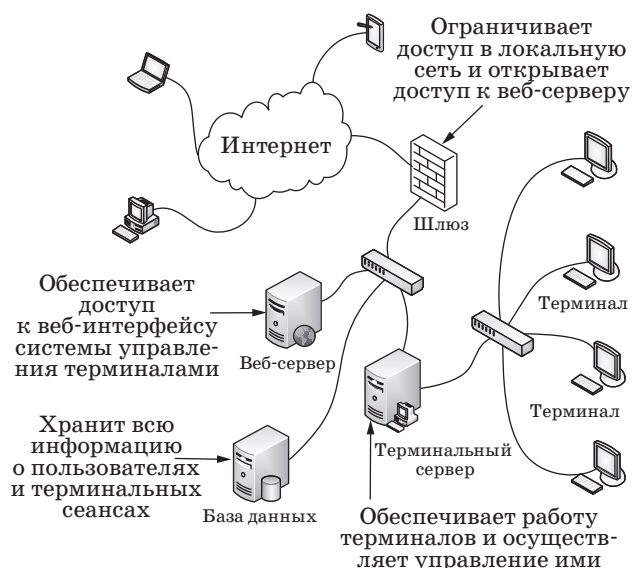 Ограничивает
доступ в локальную
сеть и открывает
доступ к веб-серверу
Интернет
Шлюз
Обеспечивает
доступ
к веб-интерфейсу
системы управле-
ния терминалами
Веб-сервер
Терминал
Терминал
Хранит всю
информацию
о пользователях
и терминальных
сеансах
База данных
Терминальный
сервер
Обеспечивает работу
терминалов и осуществ-
ляет управление ими